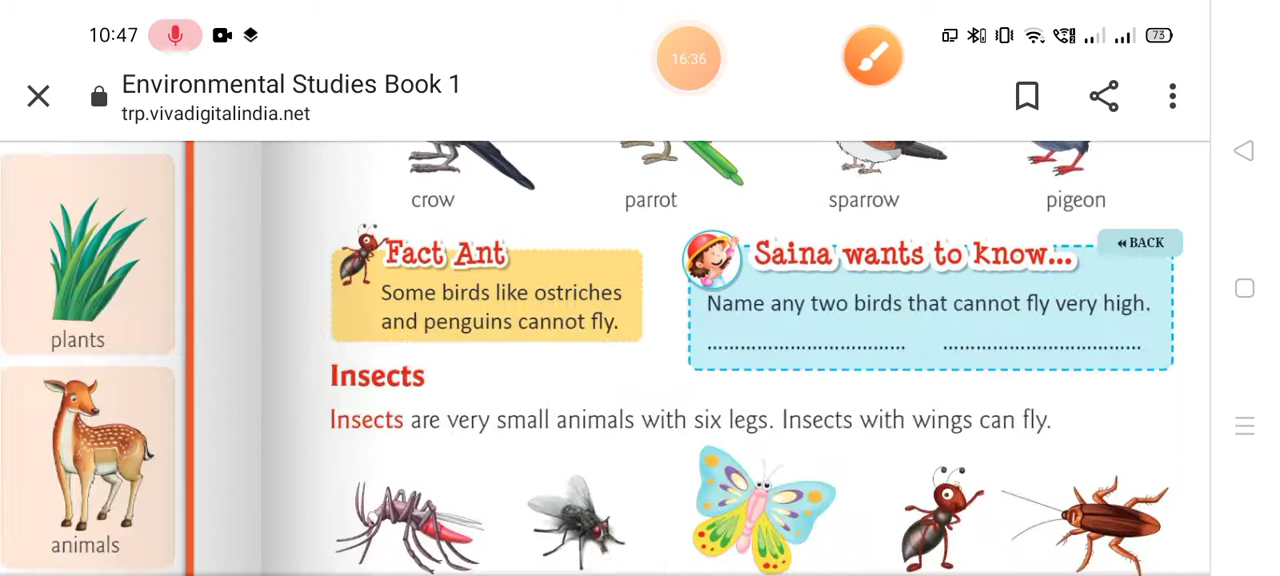 10:47
16:36
73
Environmental Studies Book 1
trp.vivadigitalindia.net
crow
parrot
sparrow
pigeon
BACK
Fact Ant
Some birds like ostriches
and penguins cannot fly.
Saina wants to know...
Name any two birds that cannot fly very high.
.................................... ....................................
Insects
Insects are very small animals with six legs. Insects with wings can fly.
plants
animals